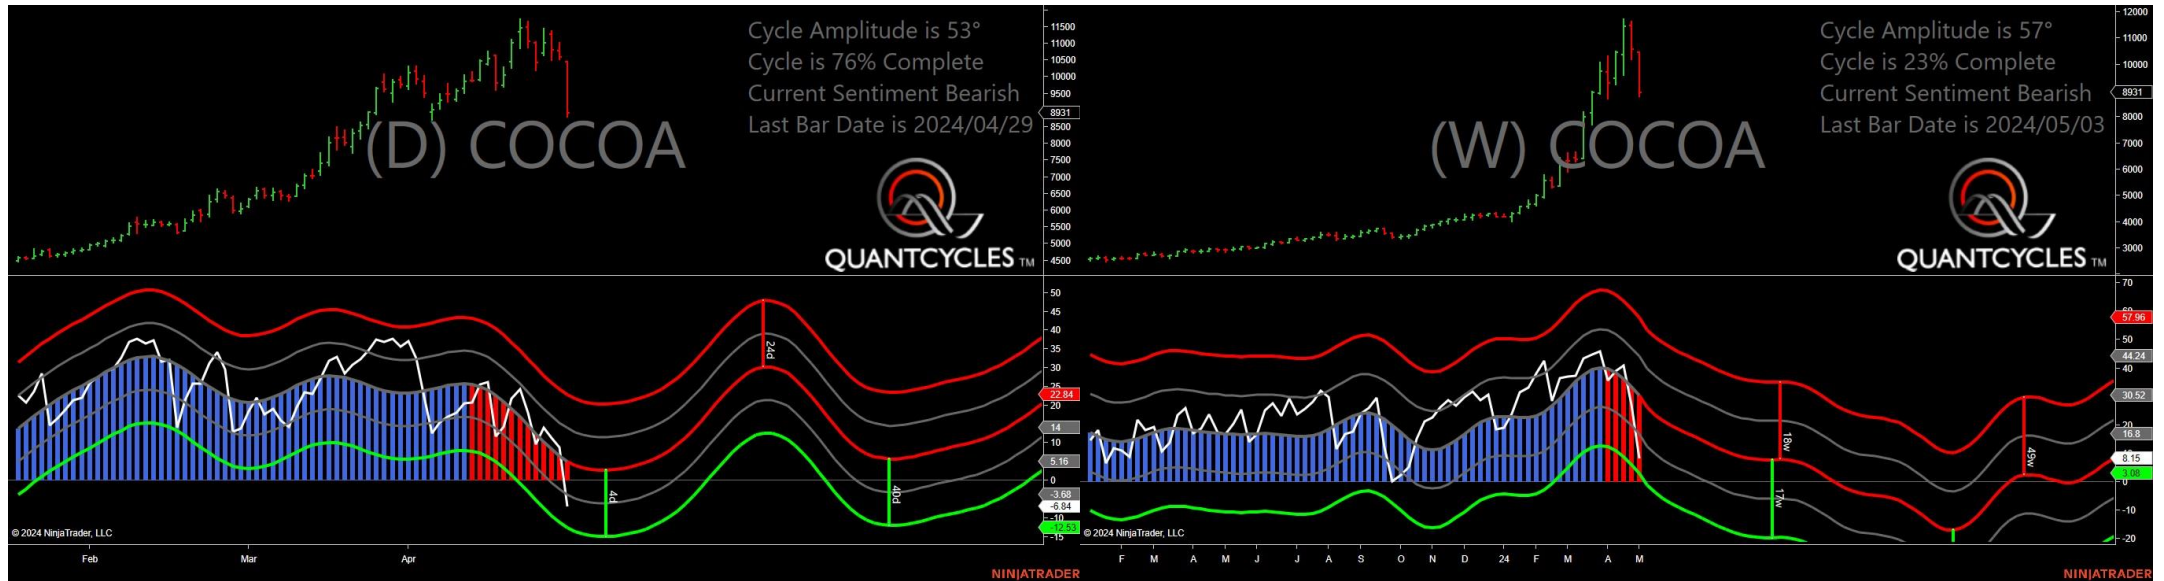 Cycle Amplitude is 53°
Cycle is 76% Complete
Current Sentiment Bearish
Last Bar Date is 2024/04/29
(D) COCOA
QUANTCYCLES TM
11500
11000
10500
10000
9500
8931
8500
8000
7500
7000
6500
6000
5500
5000
4500
50
45
40
35
30
25
22.84
20
14
10
5.16
0
-3.68
-6.84
-10
-12.53
-15
24d
4d
40d
© 2024 NinjaTrader, LLC
Feb Mar Apr
NINJATRADER
Cycle Amplitude is 57°
Cycle is 23% Complete
Current Sentiment Bearish
Last Bar Date is 2024/05/03
(W) COCOA
QUANTCYCLES TM
12000
11000
10000
8931
8000
7000
6000
5000
4000
3000
70
57.96
50
44.24
40
30.52
20
16.8
8.15
3.08
0
-10
-20
18w
17w
49w
© 2024 NinjaTrader, LLC
F M A M J J A S O N D 24 F M A M
NINJATRADER